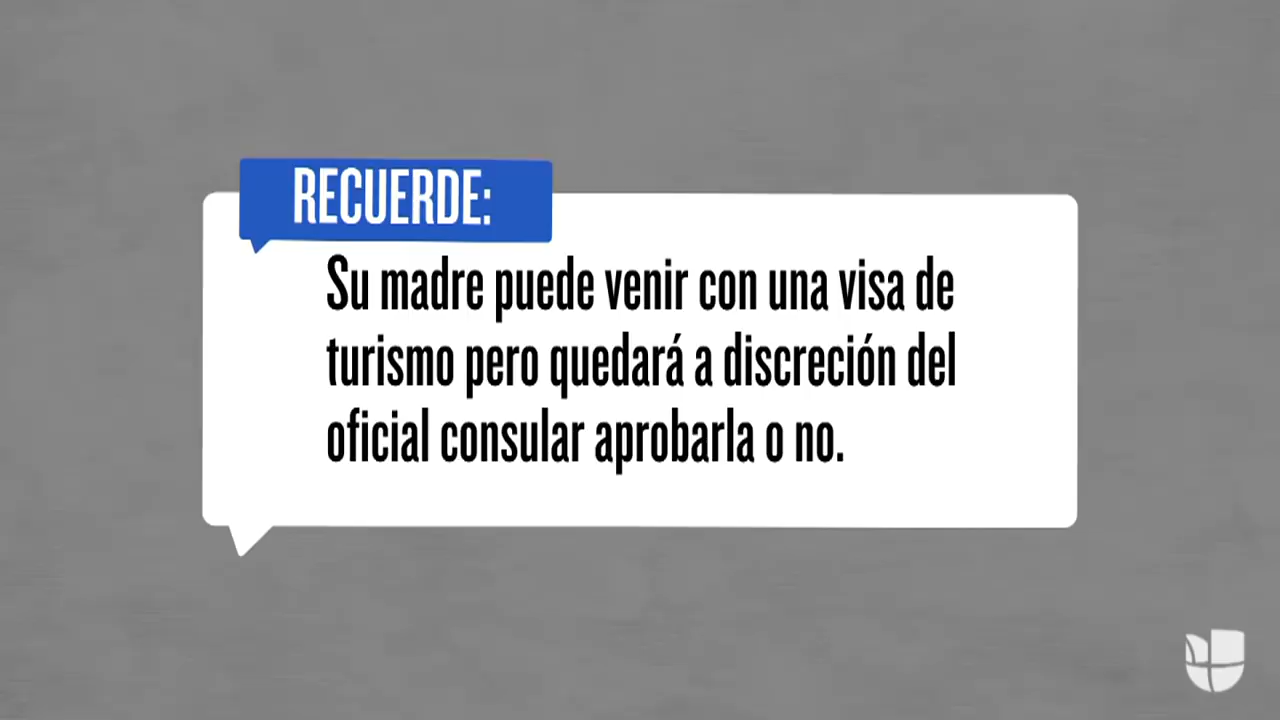 RECUERDE:
Su madre puede venir con una visa de
turismo pero quedará a discreción del
oficial consular aprobarla o no.